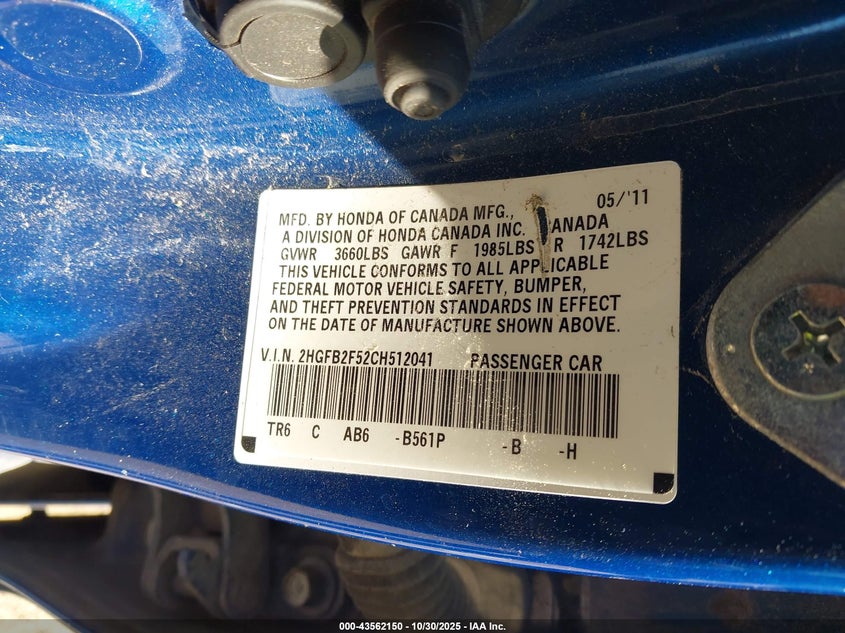 05/'11
MFD. BY HONDA OF CANADA MFG.,
A DIVISION OF HONDA CANADA INC. CANADA
GVWR 3660LBS GAWR F 1985LBS R 1742LBS
THIS VEHICLE CONFORMS TO ALL APPLICABLE
FEDERAL MOTOR VEHICLE SAFETY, BUMPER,
AND THEFT PREVENTION STANDARDS IN EFFECT
ON THE DATE OF MANUFACTURE SHOWN ABOVE.
V.I.N. 2HGFB2F52CH512041 PASSENGER CAR
TR6 C AB6 -B561P -B -H
000-43562150 | 10/30/2025 - IAA Inc.